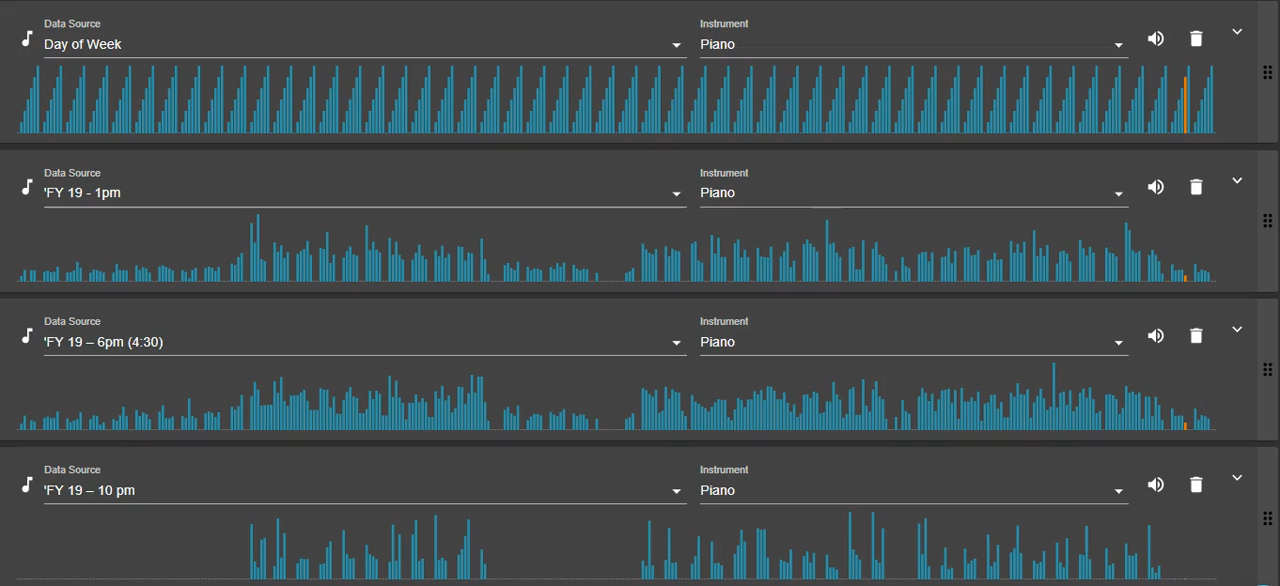 Data Source
Instrument
Day of Week
Piano
Data Source
Instrument
'FY 19 - 1pm
Piano
Data Source
Instrument
'FY 19 – 6pm (4:30)
Piano
Data Source
Instrument
'FY 19 – 10 pm
Piano